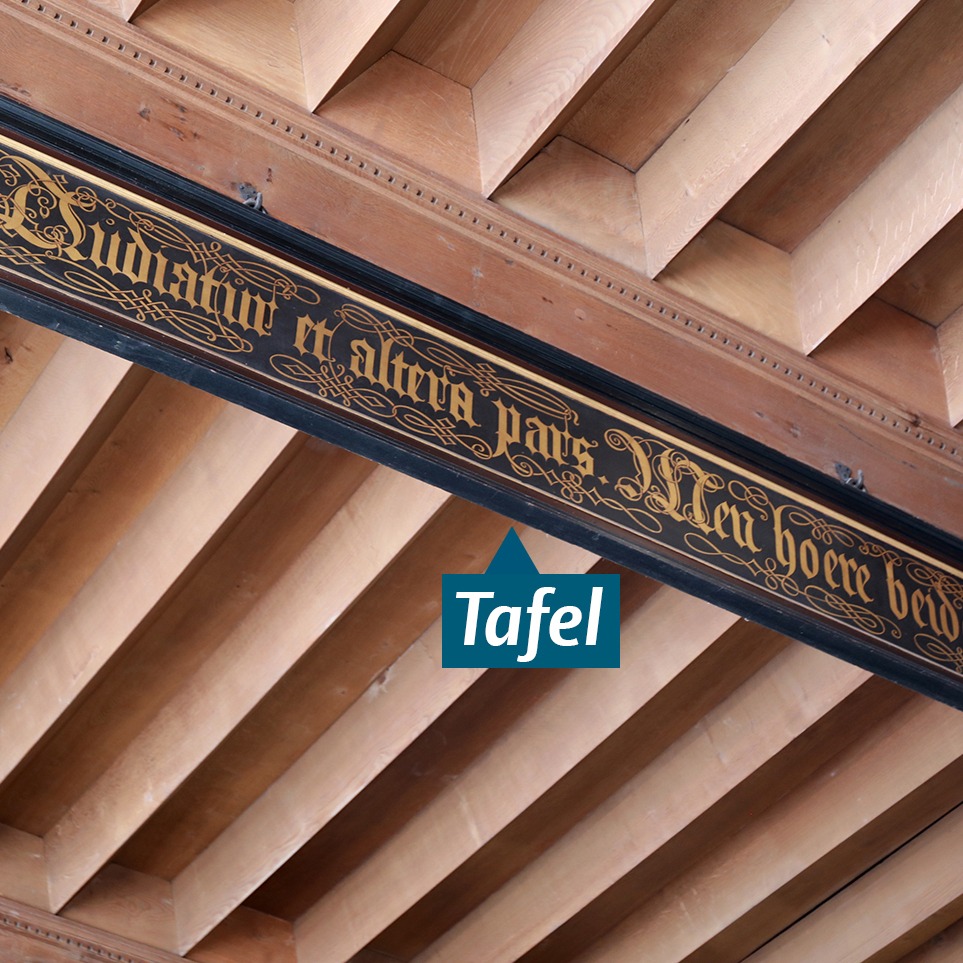 Audiatur et altera pars. Men hoere beid
Tafel